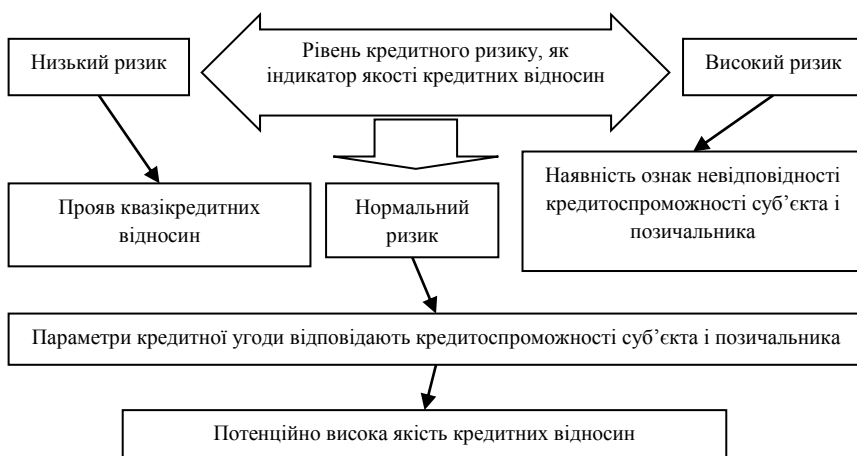 Низький ризик
Рівень кредитного ризику, як
індикатор якості кредитних відносин
Високий ризик
Прояв квазікредитних
відносин
Нормальний
ризик
Наявність ознак невідповідності
кредитоспроможності суб’єкта і
позичальника
Параметри кредитної угоди відповідають кредитоспроможності суб’єкта і позичальника
Потенційно висока якість кредитних відносин